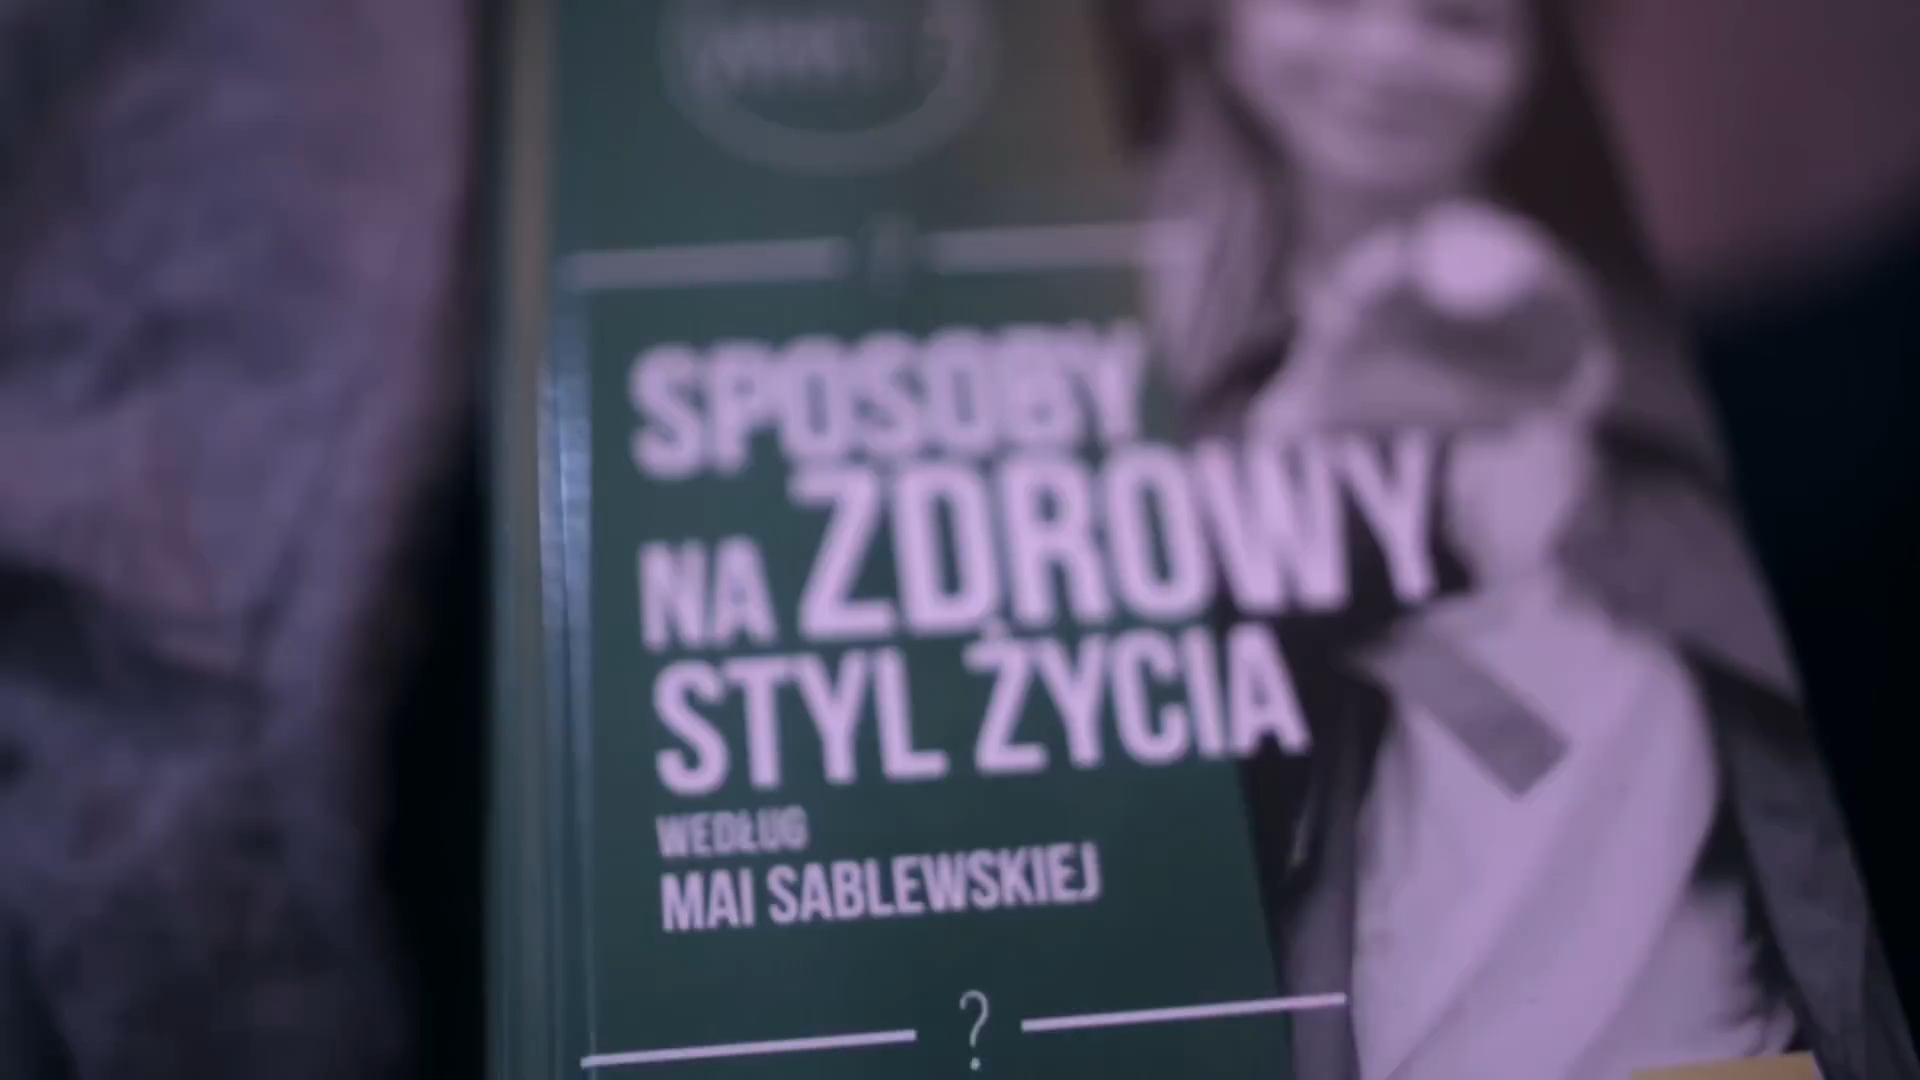 SPOSOBY
NA ZDROWY
STYL ŻYCIA
WEDŁUG
MAI SABLEWSKIEJ
?